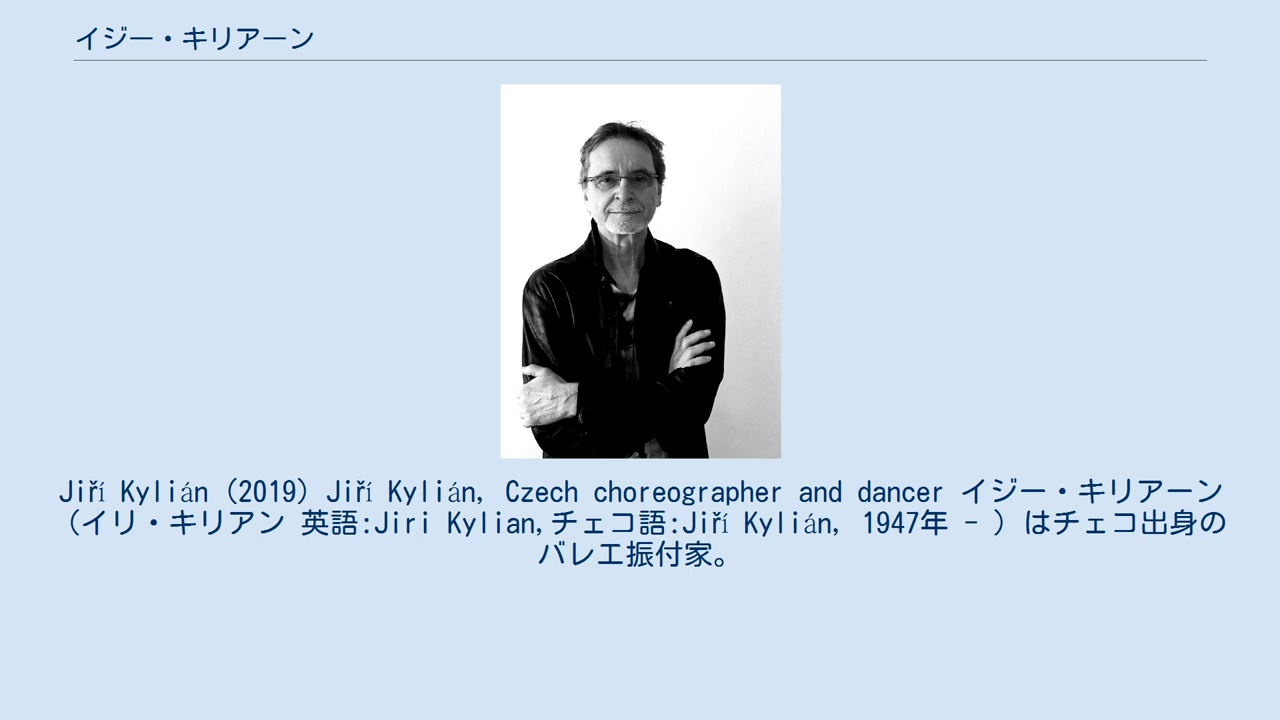 イジー・キリアーン
Jiří Kylián (2019) Jiří Kylián, Czech choreographer and dancer イジー・キリアーン
(イリ・キリアン 英語:Jiri Kylian,チェコ語:Jiří Kylián, 1947年 - ）はチェコ出身の
バレエ振付家。